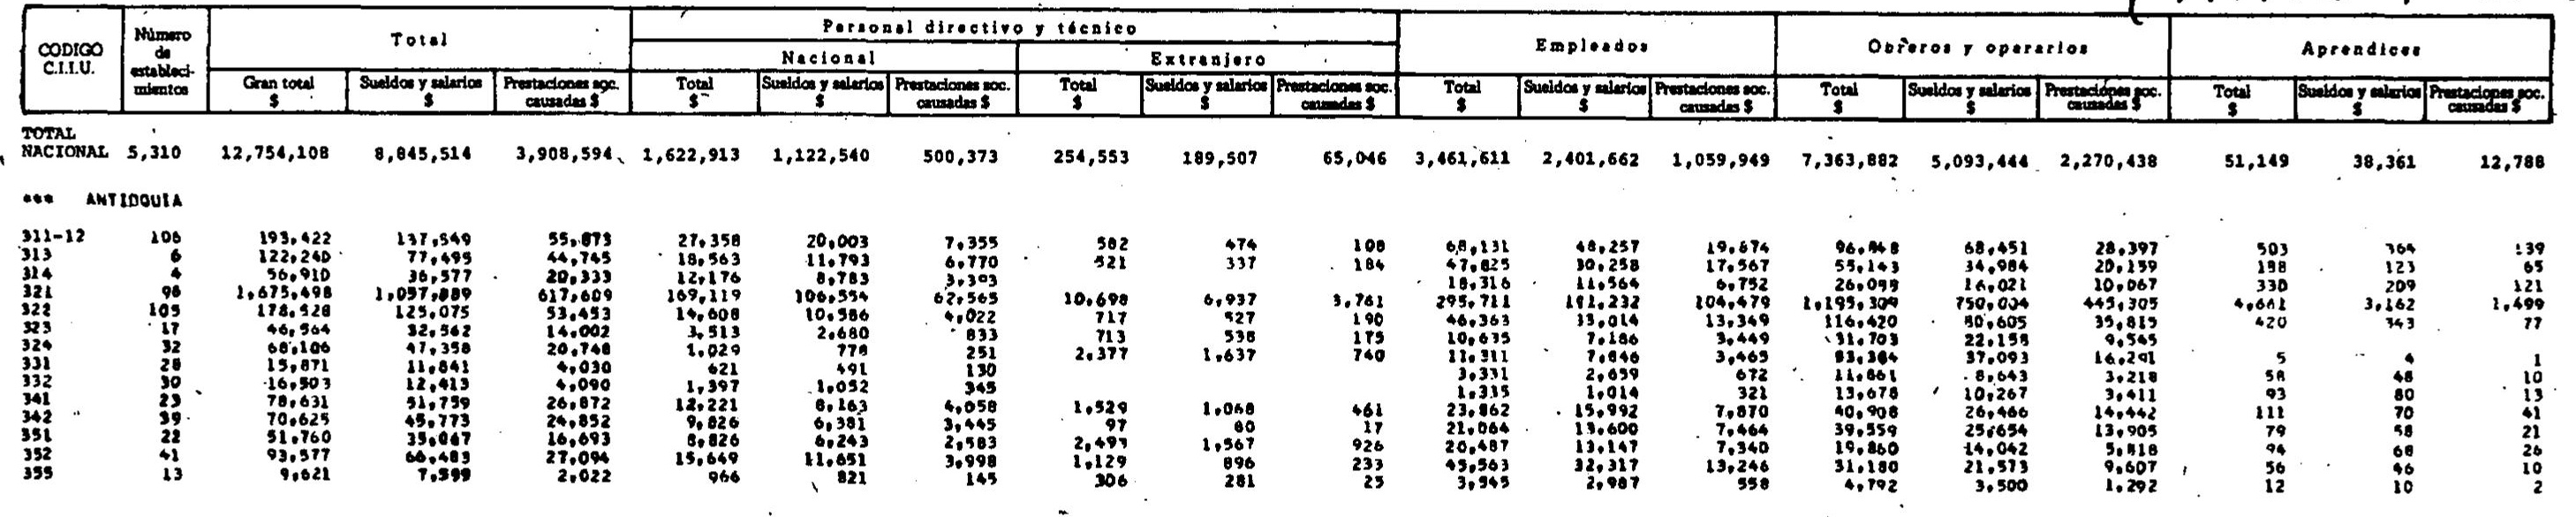 Personal directivo y técnico
CODIGO C.I.I.U. Número de estableci- mientos Total Nacional Extranjero Empleados Obreros y operarios Aprendices
Gran total $ Sueldos y salarios $ Prestaciones soc. causadas $ Total $ Sueldos y salarios $ Prestaciones soc. causadas $ Total $ Sueldos y salarios $ Prestaciones soc. causadas $ Total $ Sueldos y salarios $ Prestaciones soc. causadas $ Total $ Sueldos y salarios $ Prestaciones soc. causadas $ Total $ Sueldos y salarios $ Prestaciones soc. causadas $
TOTAL
NACIONAL 5,310 12,754,108 8,845,514 3,908,594 1,622,913 1,122,540 500,373 254,553 189,507 65,046 3,461,611 2,401,662 1,059,949 7,363,882 5,093,444 2,270,438 51,149 38,361 12,788
*** ANTIOQUIA
311-12 106 193,422 137,549 55,873 27,358 20,003 7,355 582 474 108 68,131 48,257 19,874 96,848 68,451 28,397 503 364 139
313 6 122,240 77,495 44,745 18,563 11,793 6,770 521 337 184 47,825 30,258 17,567 55,143 34,984 20,159 188 123 65
314 4 56,910 36,577 20,333 12,176 8,783 3,393 18,316 11,564 6,752 26,088 16,021 10,067 330 209 121
321 96 1,675,498 1,057,889 617,609 169,119 106,554 62,565 10,698 6,937 3,761 295,711 191,232 104,479 1,195,309 750,004 445,305 4,661 3,162 1,499
322 105 178,528 125,075 53,453 14,608 10,586 4,022 717 527 190 46,363 33,014 13,349 116,420 80,605 35,815 420 343 77
323 17 46,564 32,562 14,002 3,513 2,680 833 713 538 175 10,635 7,186 3,449 31,703 22,158 9,545
324 32 68,106 47,358 20,748 1,029 778 251 2,377 1,637 740 11,311 7,846 3,465 53,384 37,093 16,291 5 4 1
331 28 15,871 11,841 4,030 621 491 130 3,331 2,659 672 11,861 8,643 3,218 58 48 10
332 30 16,503 12,413 4,090 1,397 1,052 345 1,335 1,014 321 13,678 10,267 3,411 93 80 13
341 23 78,631 51,759 26,872 12,221 8,163 4,058 1,529 1,068 461 23,862 15,992 7,870 40,908 26,466 14,442 111 70 41
342 39 70,625 45,773 24,852 9,826 6,381 3,445 97 80 17 21,064 13,600 7,464 39,559 25,654 13,905 79 58 21
351 22 51,760 35,067 16,693 8,826 6,243 2,583 2,493 1,567 926 20,487 13,147 7,340 19,860 14,042 5,818 94 68 26
352 41 93,577 66,483 27,094 15,649 11,651 3,998 1,129 896 233 45,563 32,317 13,246 31,180 21,573 9,607 56 46 10
355 13 9,621 7,599 2,022 966 821 145 306 281 25 3,545 2,987 558 4,792 3,500 1,292 12 10 2